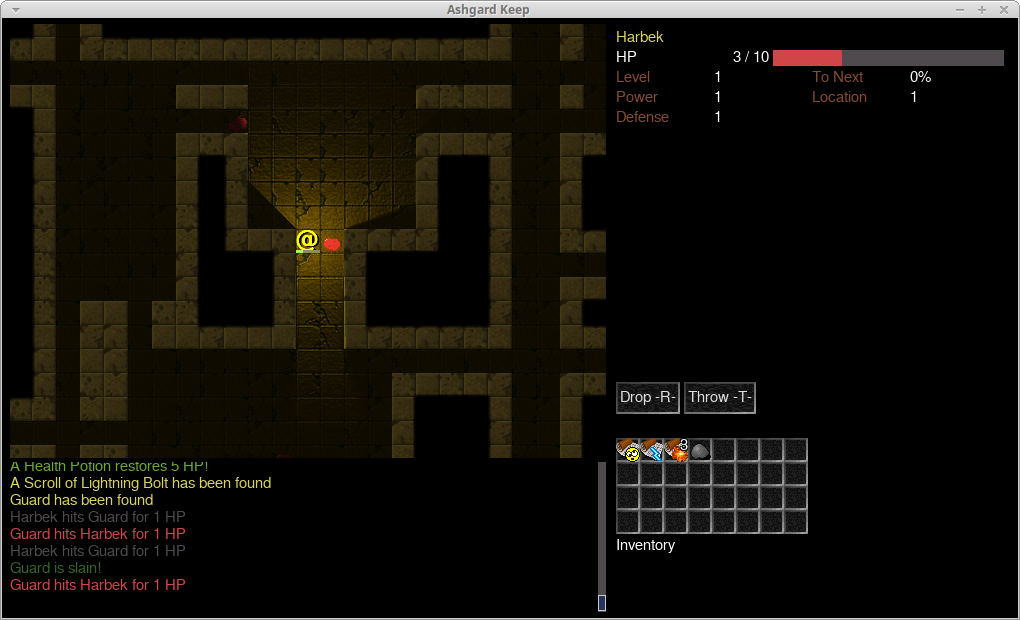 Ashgard Keep
Harbek
HP 3 / 10
Level 1 To Next 0%
Power 1 Location 1
Defense 1
@
Drop -R- Throw -T-
3
Inventory
A Health Potion restores 5 HP!
A Scroll of Lightning Bolt has been found
Guard has been found
Harbek hits Guard for 1 HP
Guard hits Harbek for 1 HP
Harbek hits Guard for 1 HP
Guard is slain!
Guard hits Harbek for 1 HP